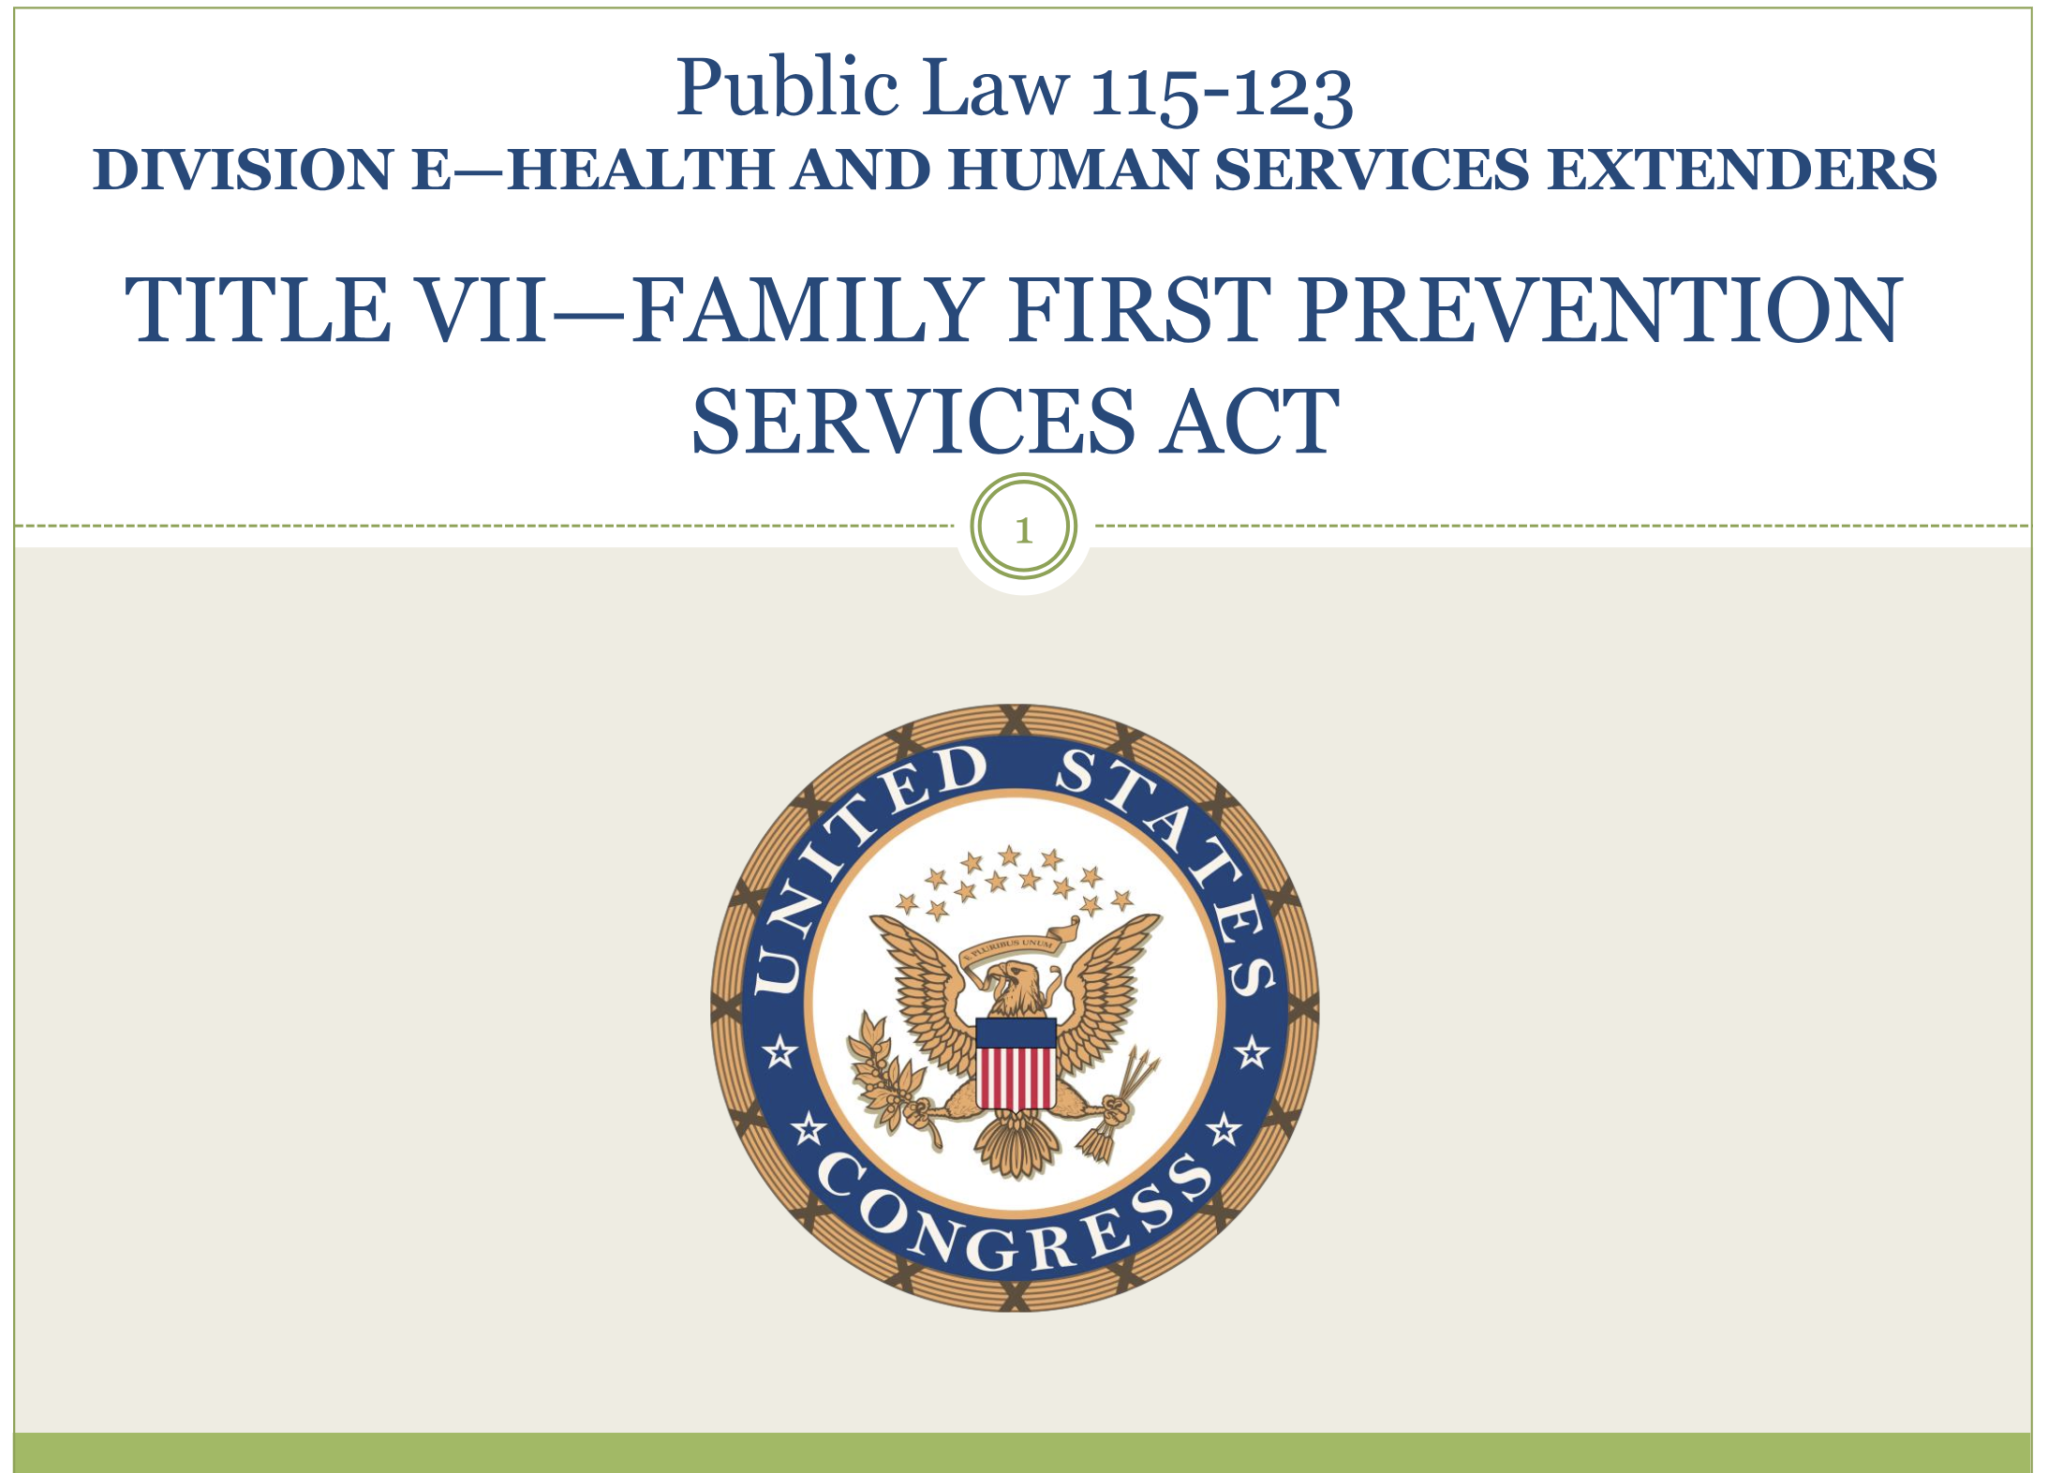 Public Law 115-123
DIVISION E—HEALTH AND HUMAN SERVICES EXTENDERS
TITLE VII—FAMILY FIRST PREVENTION
SERVICES ACT
1
UNITED STATES
E PLURIBUS UNUM
CONGRESS